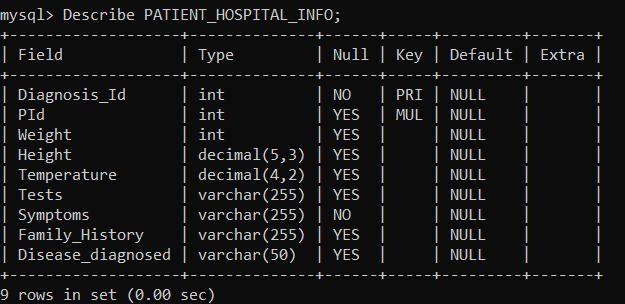 mysql> Describe PATIENT_HOSPITAL_INFO;
+-------------------+--------------+------+-----+---------+-------+
| Field             | Type         | Null | Key | Default | Extra |
+-------------------+--------------+------+-----+---------+-------+
| Diagnosis_Id      | int          | NO   | PRI | NULL    |       |
| PId               | int          | YES  | MUL | NULL    |       |
| Weight            | int          | YES  |     | NULL    |       |
| Height            | decimal(5,3) | YES  |     | NULL    |       |
| Temperature       | decimal(4,2) | YES  |     | NULL    |       |
| Tests             | varchar(255) | YES  |     | NULL    |       |
| Symptoms          | varchar(255) | NO   |     | NULL    |       |
| Family_History    | varchar(255) | YES  |     | NULL    |       |
| Disease_diagnosed | varchar(50)  | YES  |     | NULL    |       |
+-------------------+--------------+------+-----+---------+-------+
9 rows in set (0.00 sec)